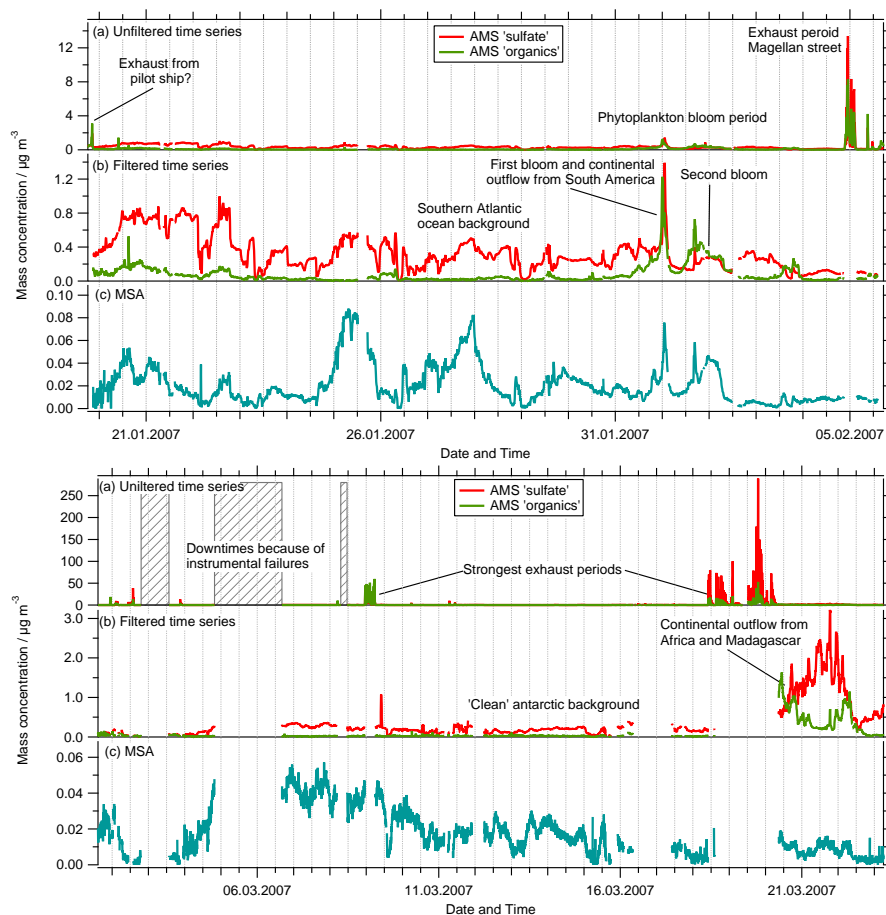 (a) Unfiltered time series
AMS 'sulfate'
AMS 'organics'
Exhaust peroid
Magellan street
Exhaust from
pilot ship?
Phytoplankton bloom period
12
8
4
0
(b) Filtered time series
First bloom and continental
outflow from South America
Second bloom
Southern Atlantic
ocean background
1.2
0.8
0.4
0.0
Mass concentration / µg m-3
(c) MSA
0.10
0.08
0.06
0.04
0.02
0.00
21.01.2007
26.01.2007
31.01.2007
05.02.2007
Date and Time
(a) Uniltered time series
AMS 'sulfate'
AMS 'organics'
250
200
150
100
50
0
Downtimes because of
instrumental failures
Strongest exhaust periods
(b) Filtered time series
Continental outflow from
Africa and Madagascar
'Clean' antarctic background
3.0
2.0
1.0
0.0
Mass concentration / µg m-3
(c) MSA
0.06
0.04
0.02
0.00
06.03.2007
11.03.2007
16.03.2007
21.03.2007
Date and Time